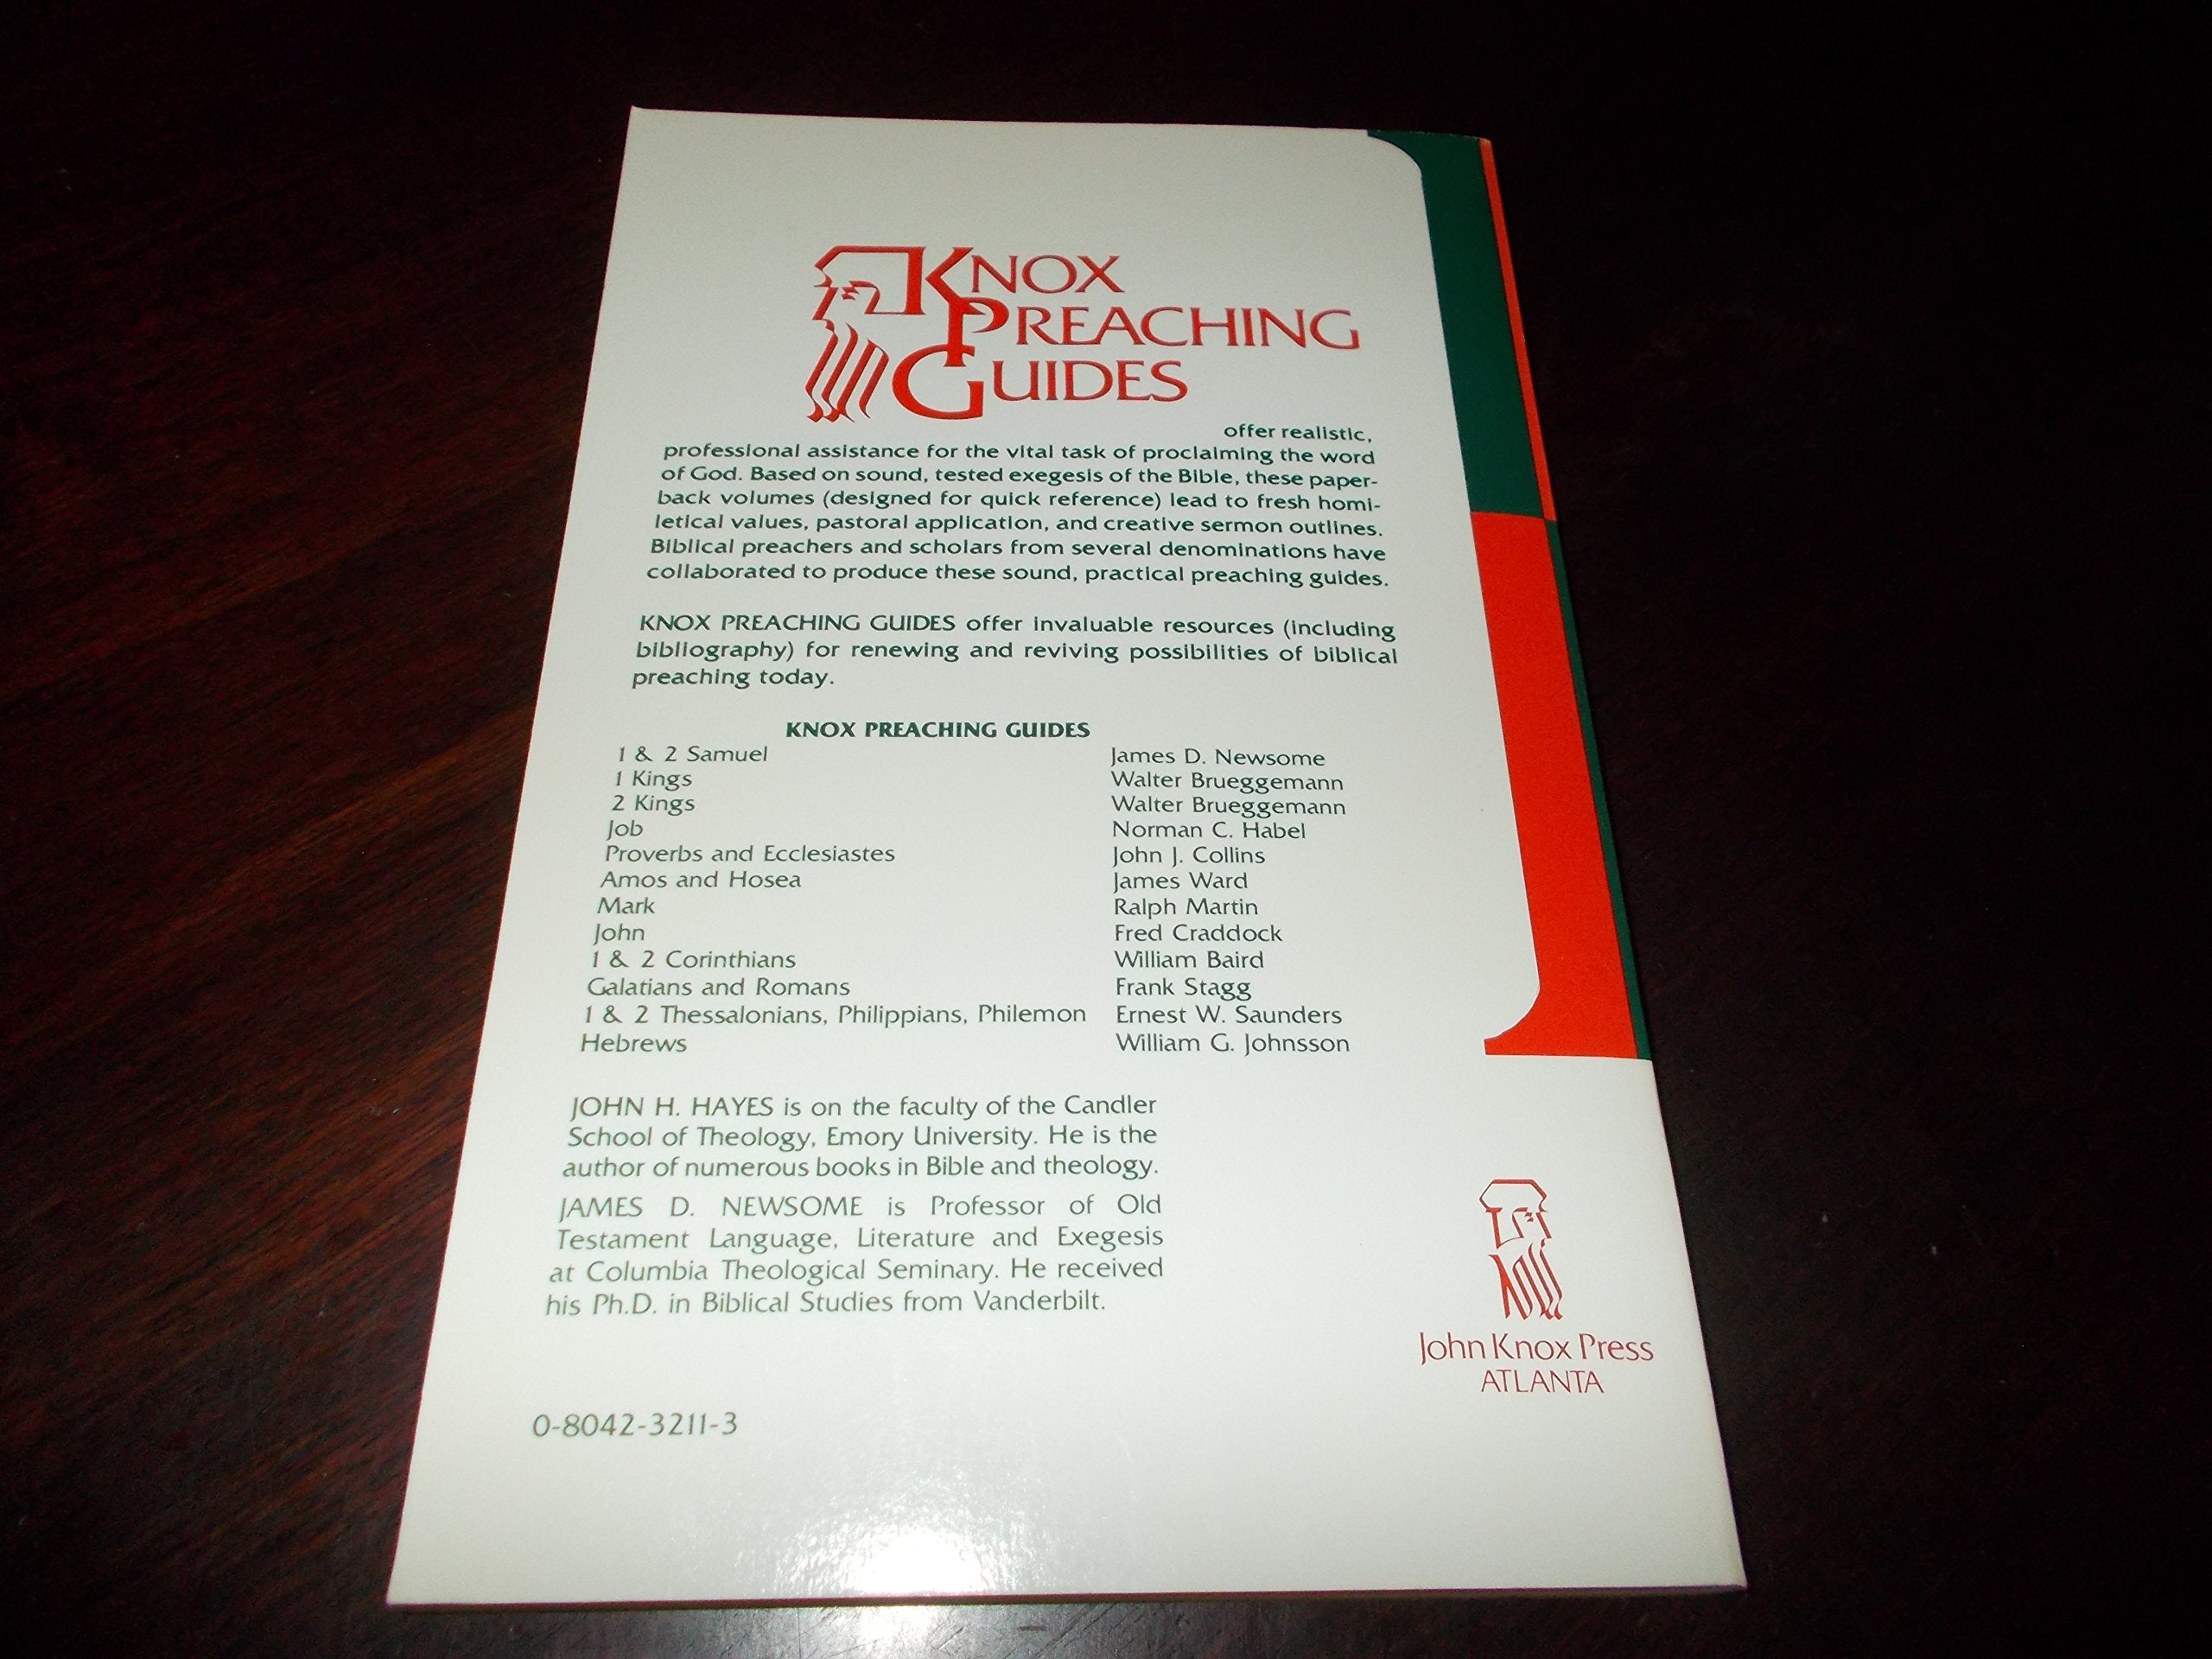 KNOX
PREACHING
GUIDES
offer realistic,
professional assistance for the vital task of proclaiming the word
of God. Based on sound, tested exegesis of the Bible, these paper-
back volumes (designed for quick reference) lead to fresh homi-
letical values, pastoral application, and creative sermon outlines.
Biblical preachers and scholars from several denominations have
collaborated to produce these sound, practical preaching guides.
KNOX PREACHING GUIDES offer invaluable resources (including
bibliography) for renewing and reviving possibilities of biblical
preaching today.
KNOX PREACHING GUIDES
1 & 2 Samuel James D. Newsome
1 Kings Walter Brueggemann
2 Kings Walter Brueggemann
Job Norman C. Habel
Proverbs and Ecclesiastes John J. Collins
Amos and Hosea James Ward
Mark Ralph Martin
John Fred Craddock
1 & 2 Corinthians William Baird
Galatians and Romans Frank Stagg
1 & 2 Thessalonians, Philippians, Philemon Ernest W. Saunders
Hebrews William G. Johnsson
JOHN H. HAYES is on the faculty of the Candler
School of Theology, Emory University. He is the
author of numerous books in Bible and theology.
JAMES D. NEWSOME is Professor of Old
Testament Language, Literature and Exegesis
at Columbia Theological Seminary. He received
his Ph.D. in Biblical Studies from Vanderbilt.
John Knox Press
ATLANTA
0-8042-3211-3